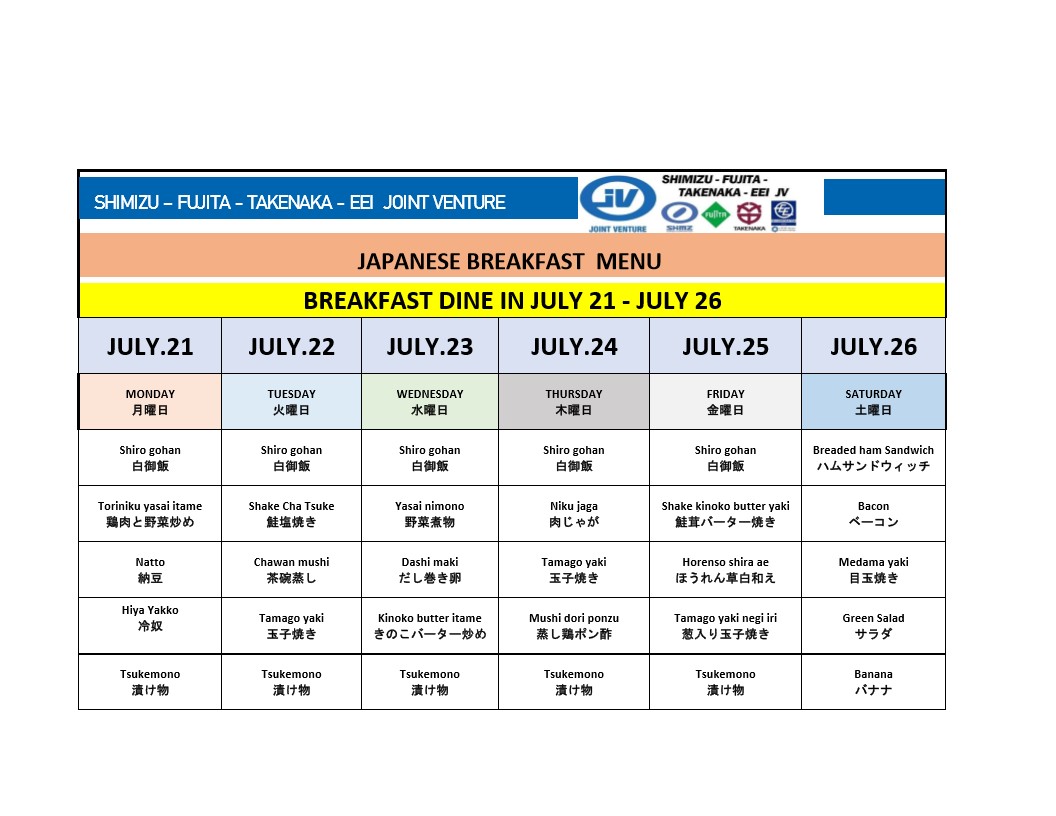 SHIMIZU – FUJITA - TAKENAKA - EEI JOINT VENTURE
JV
JOINT VENTURE
SHIMIZU - FUJITA -
TAKENAKA - EEI JV
SHIMZ
FUJITA
TAKENAKA
JAPANESE BREAKFAST MENU
BREAKFAST DINE IN JULY 21 - JULY 26
JULY.21
JULY.22
JULY.23
JULY.24
JULY.25
JULY.26
MONDAY
月曜日
TUESDAY
火曜日
WEDNESDAY
水曜日
THURSDAY
木曜日
FRIDAY
金曜日
SATURDAY
土曜日
Shiro gohan
白御飯
Shiro gohan
白御飯
Shiro gohan
白御飯
Shiro gohan
白御飯
Shiro gohan
白御飯
Breaded ham Sandwich
ハムサンドウィッチ
Toriniku yasai itame
鶏肉と野菜炒め
Shake Cha Tsuke
鮭塩焼き
Yasai nimono
野菜煮物
Niku jaga
肉じゃが
Shake kinoko butter yaki
鮭茸バーター焼き
Bacon
ベーコン
Natto
納豆
Chawan mushi
茶碗蒸し
Dashi maki
だし巻き卵
Tamago yaki
玉子焼き
Horenso shira ae
ほうれん草白和え
Medama yaki
目玉焼き
Hiya Yakko
冷奴
Tamago yaki
玉子焼き
Kinoko butter itame
きのこバーター炒め
Mushi dori ponzu
蒸し鶏ポン酢
Tamago yaki negi iri
葱入り玉子焼き
Green Salad
サラダ
Tsukemono
漬け物
Tsukemono
漬け物
Tsukemono
漬け物
Tsukemono
漬け物
Tsukemono
漬け物
Banana
バナナ